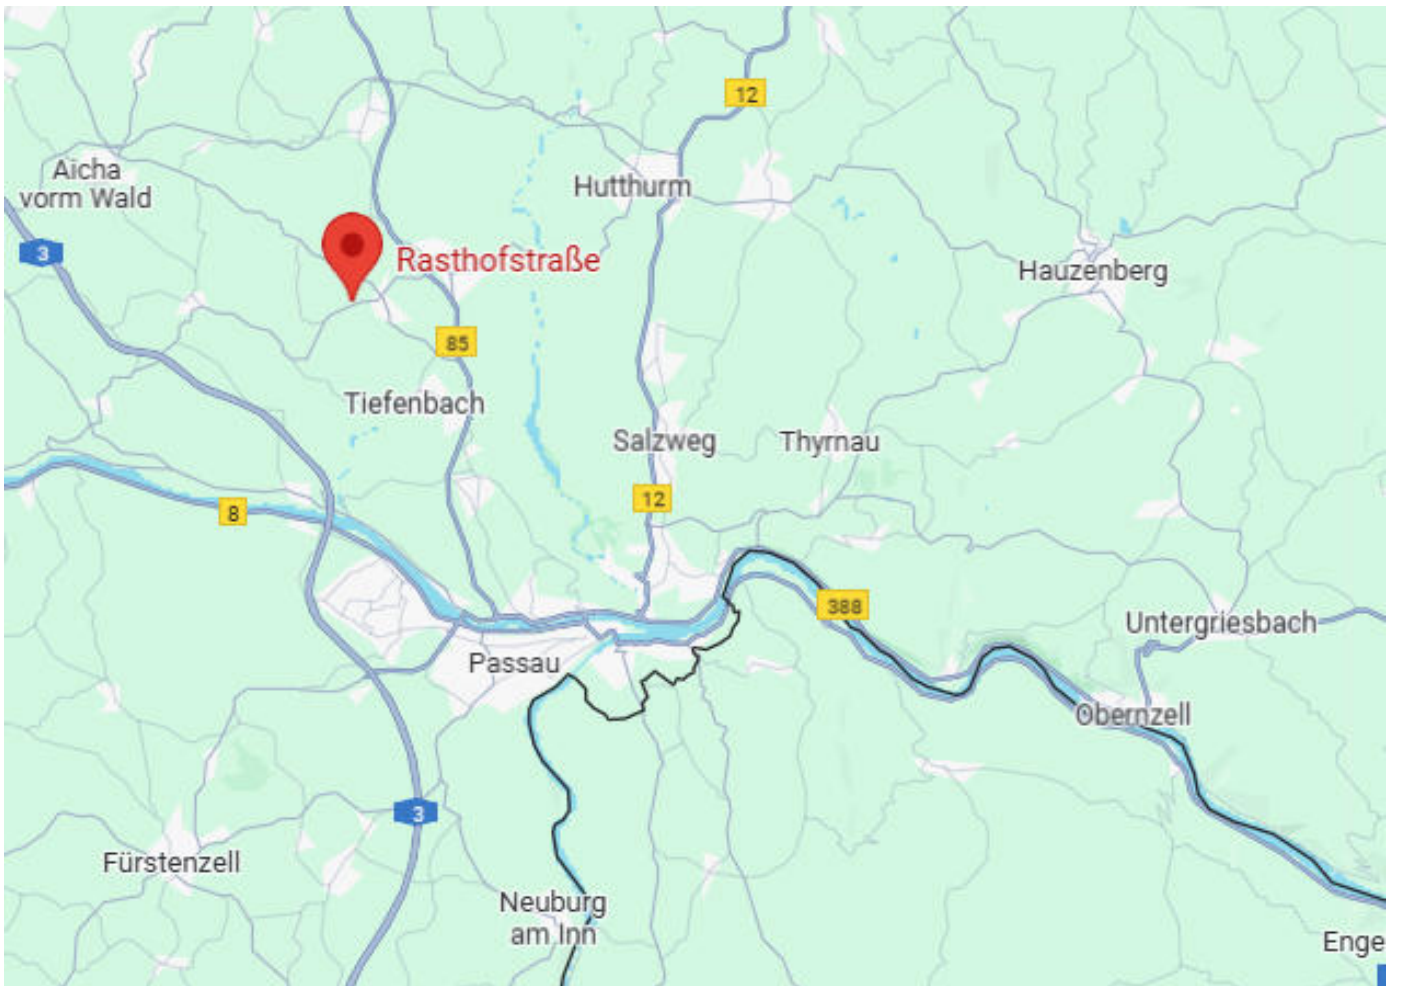 12
Aicha
vorm Wald
Hutthurm
3
Rasthofstraße
Hauzenberg
85
Tiefenbach
Salzweg
Thyrnau
12
8
388
Untergriesbach
Passau
Obernzell
3
Fürstenzell
Neuburg
am Inn
Enge